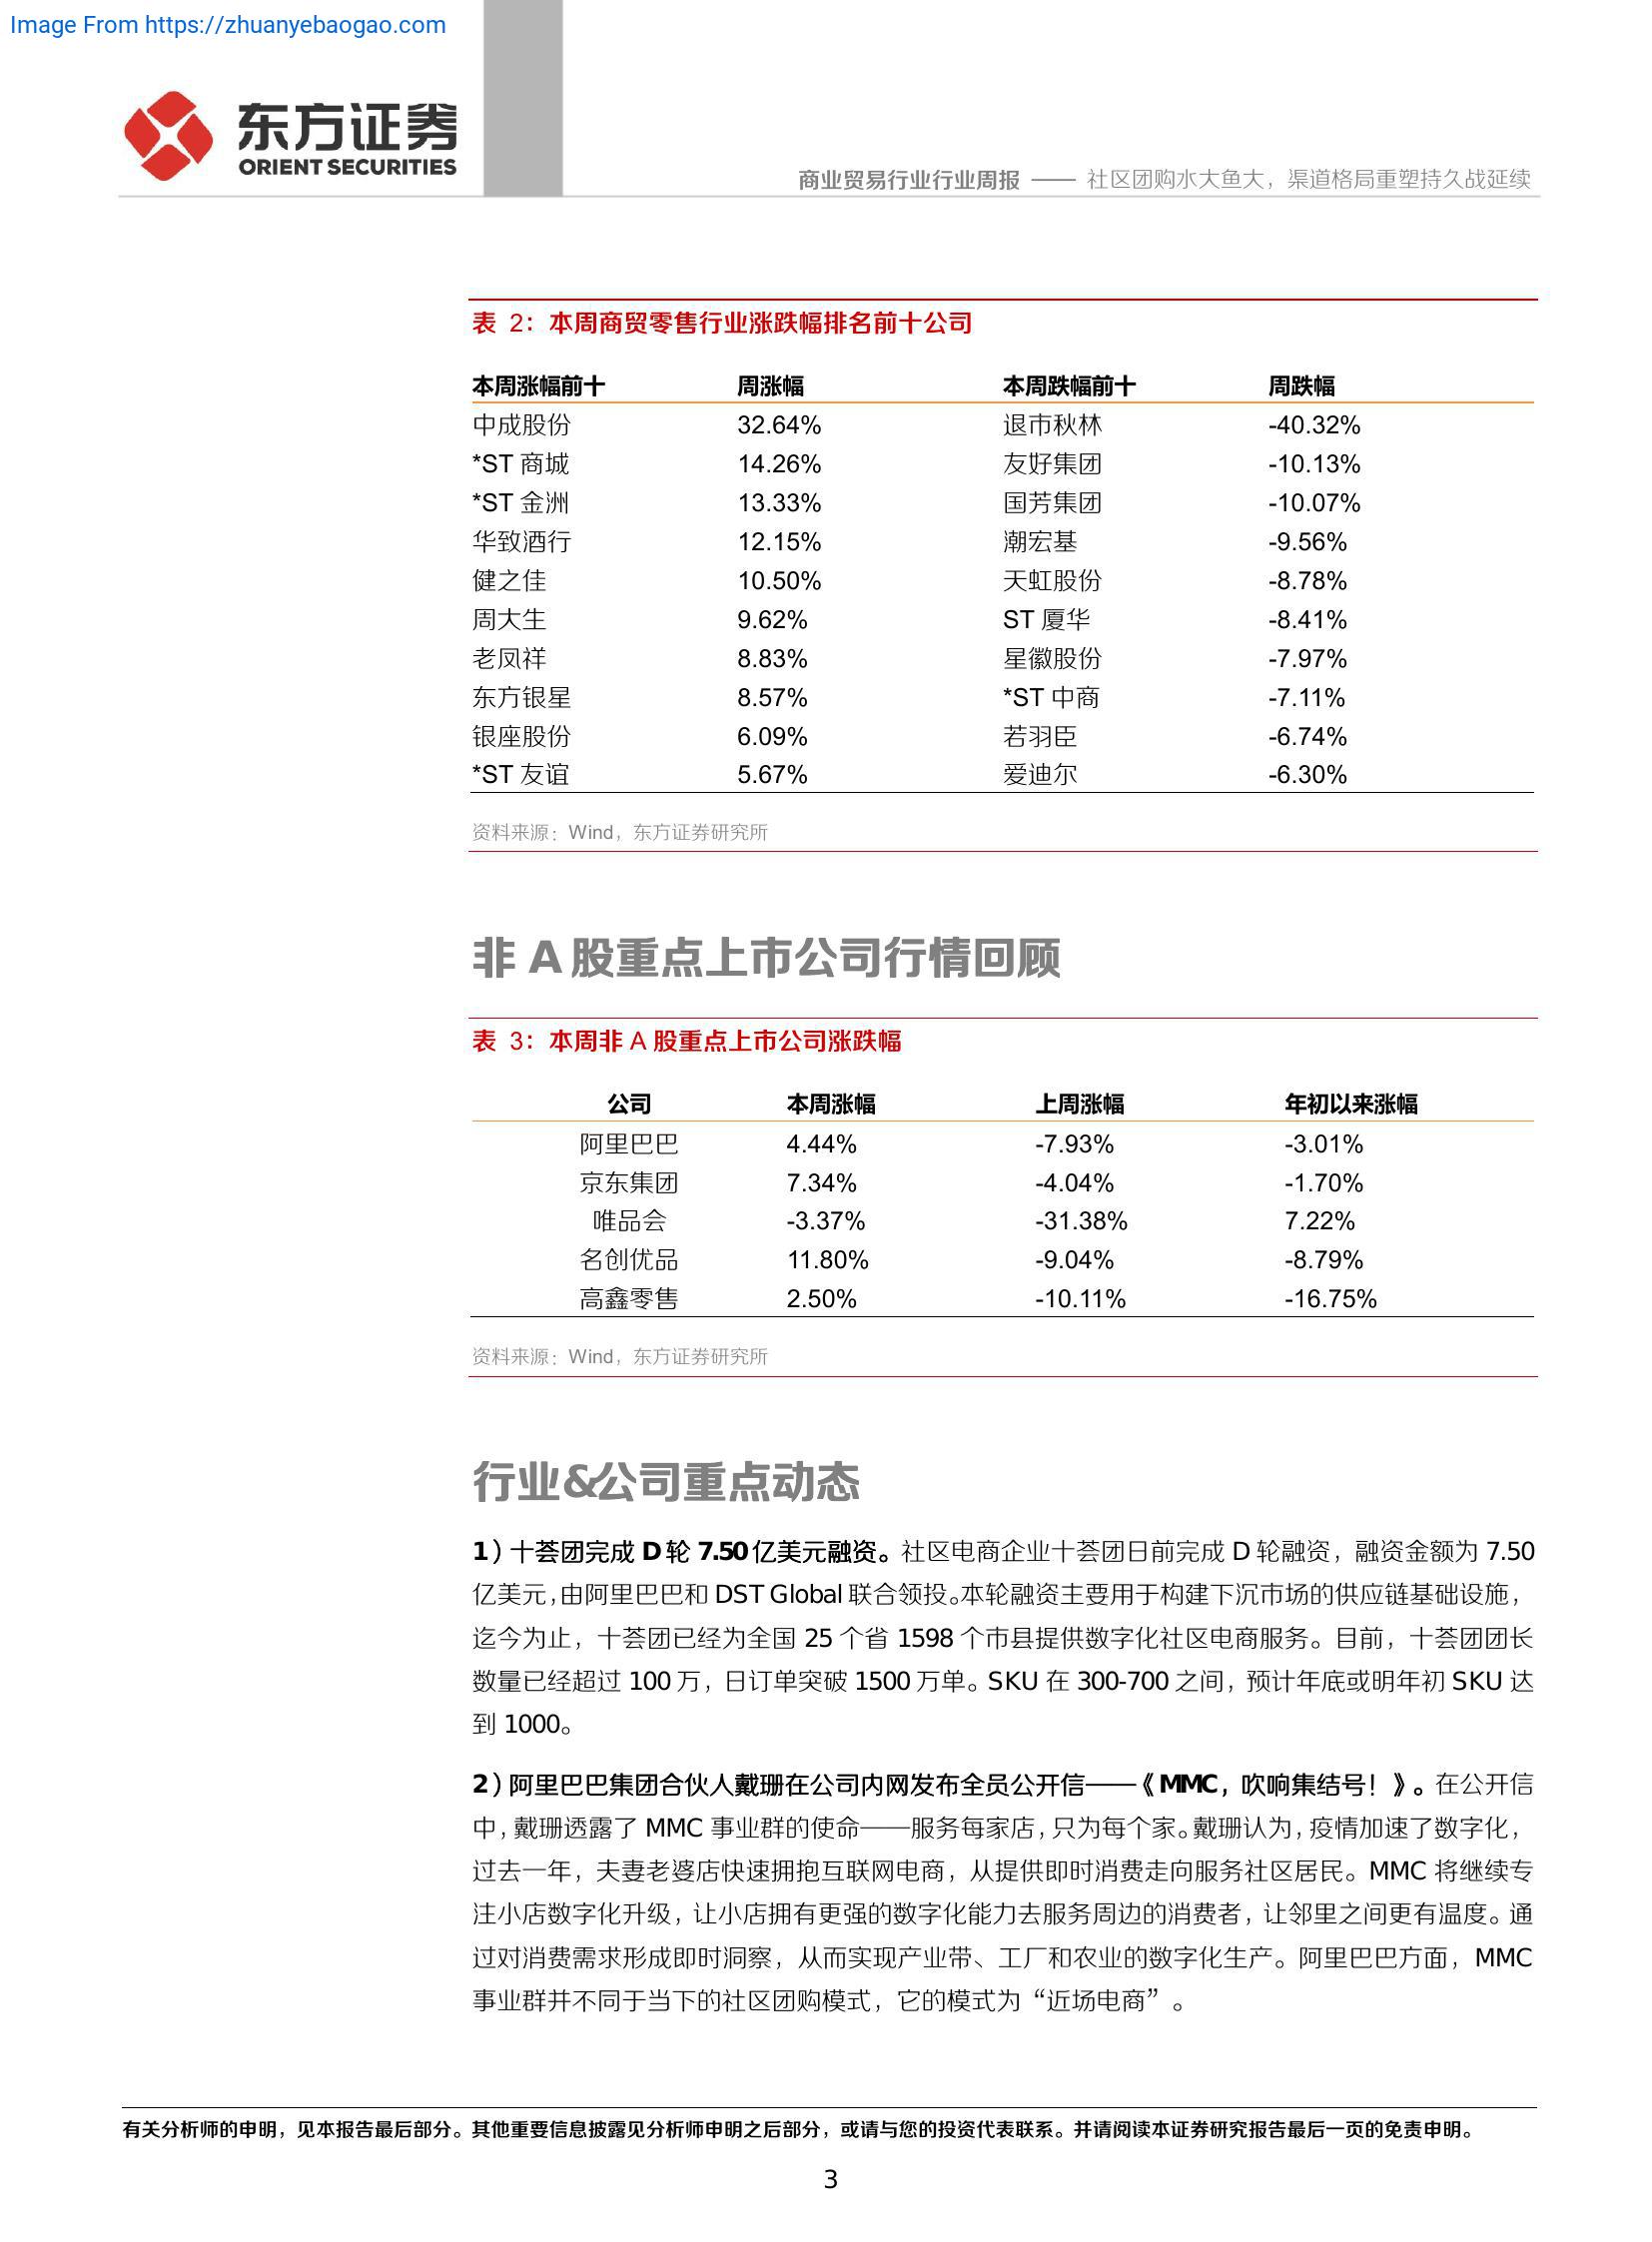 Image From https://zhuanyebaogao.com
东方证券
ORIENT SECURITIES
商业贸易行业行业周报 —— 社区团购水大鱼大，渠道格局重塑持久战延续
表 2：本周商贸零售行业涨跌幅排名前十公司
本周涨幅前十 周涨幅 本周跌幅前十 周跌幅
中成股份 32.64% 退市秋林 -40.32%
*ST 商城 14.26% 友好集团 -10.13%
*ST 金洲 13.33% 国芳集团 -10.07%
华致酒行 12.15% 潮宏基 -9.56%
健之佳 10.50% 天虹股份 -8.78%
周大生 9.62% ST 厦华 -8.41%
老凤祥 8.83% 星徽股份 -7.97%
东方银星 8.57% *ST 中商 -7.11%
银座股份 6.09% 若羽臣 -6.74%
*ST 友谊 5.67% 爱迪尔 -6.30%
资料来源：Wind，东方证券研究所
非 A 股重点上市公司行情回顾
表 3：本周非 A 股重点上市公司涨跌幅
公司 本周涨幅 上周涨幅 年初以来涨幅
阿里巴巴 4.44% -7.93% -3.01%
京东集团 7.34% -4.04% -1.70%
唯品会 -3.37% -31.38% 7.22%
名创优品 11.80% -9.04% -8.79%
高鑫零售 2.50% -10.11% -16.75%
资料来源：Wind，东方证券研究所
行业&公司重点动态
1）十荟团完成 D 轮 7.50 亿美元融资。社区电商企业十荟团日前完成 D 轮融资，融资金额为 7.50
亿美元，由阿里巴巴和 DST Global 联合领投。本轮融资主要用于构建下沉市场的供应链基础设施，
迄今为止，十荟团已经为全国 25 个省 1598 个市县提供数字化社区电商服务。目前，十荟团团长
数量已经超过 100 万，日订单突破 1500 万单。SKU 在 300-700 之间，预计年底或明年初 SKU 达
到 1000。
2）阿里巴巴集团合伙人戴珊在公司内网发布全员公开信——《MMC，吹响集结号！》。在公开信
中，戴珊透露了 MMC 事业群的使命——服务每家店，只为每个家。戴珊认为，疫情加速了数字化，
过去一年，夫妻老婆店快速拥抱互联网电商，从提供即时消费走向服务社区居民。MMC 将继续专
注小店数字化升级，让小店拥有更强的数字化能力去服务周边的消费者，让邻里之间更有温度。通
过对消费需求形成即时洞察，从而实现产业带、工厂和农业的数字化生产。阿里巴巴方面，MMC
事业群并不同于当下的社区团购模式，它的模式为“近场电商”。
有关分析师的申明，见本报告最后部分。其他重要信息披露见分析师申明之后部分，或请与您的投资代表联系。并请阅读本证券研究报告最后一页的免责申明。
3